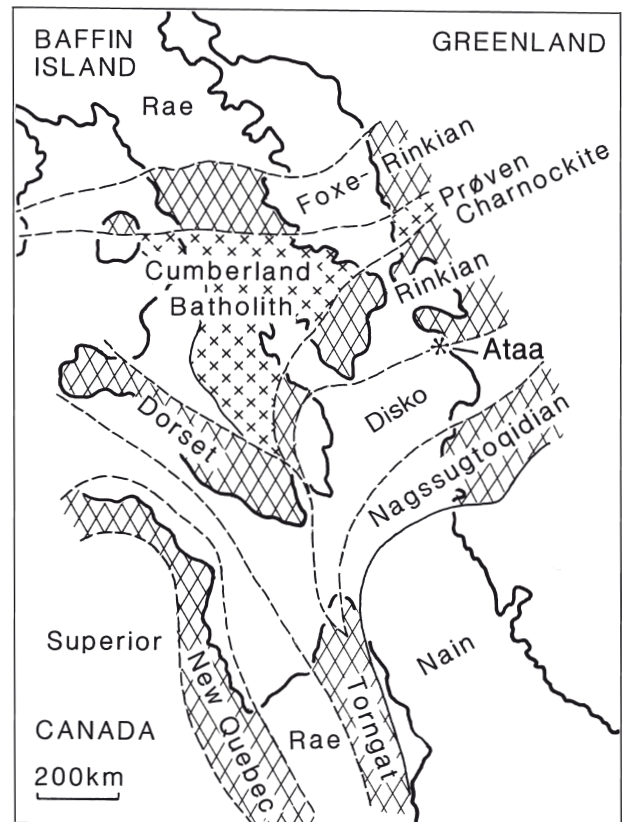 BAFFIN
ISLAND
GREENLAND
Rae
Foxe-Rinkian
Prøven
Charnockite
Cumberland
Batholith
Rinkian
*
Ataa
Disko
Dorset
Nagssugtoqidian
Superior
New Quebec
Rae
Torngat
Nain
CANADA
200km